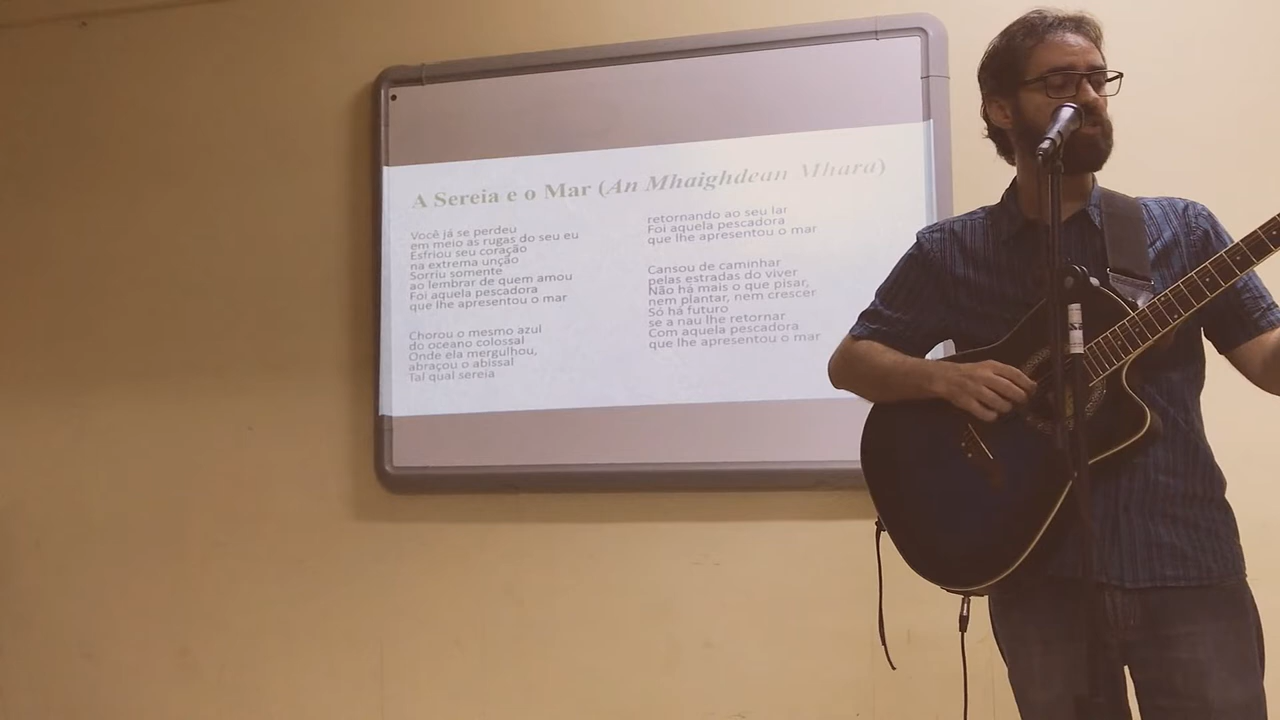 A Sereia e o Mar (An Mhaighdean Mhara)
Você já se perdeu
em meio as rugas do seu eu
Esfriou seu coração
na extrema unção
Sorriu somente
ao lembrar de quem amou
Foi aquela pescadora
que lhe apresentou o mar
Chorou o mesmo azul
do oceano colossal
Onde ela mergulhou,
abraçou o abissal
Tal qual sereia
retornando ao seu lar
Foi aquela pescadora
que lhe apresentou o mar
Cansou de caminhar
pelas estradas do viver
Não há mais o que pisar,
nem plantar, nem crescer
Só há futuro
se a nau lhe retornar
Com aquela pescadora
que lhe apresentou o mar